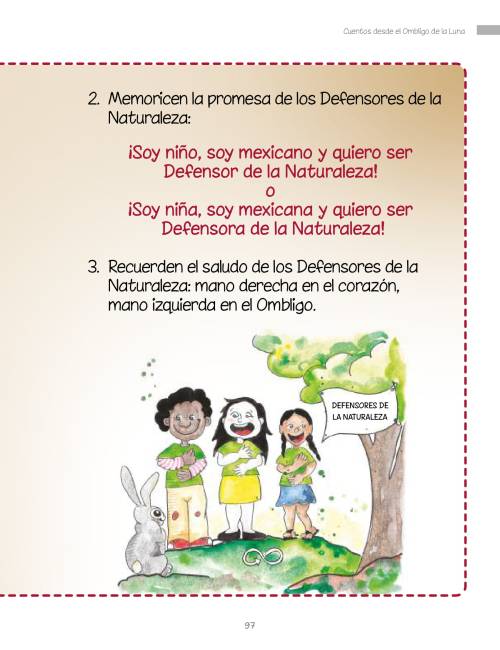 Cuentos desde el Ombligo de la Luna
2. Memoricen la promesa de los Defensores de la
Naturaleza:
¡Soy niño, soy mexicano y quiero ser
Defensor de la Naturaleza!
o
¡Soy niña, soy mexicana y quiero ser
Defensora de la Naturaleza!
3. Recuerden el saludo de los Defensores de la
Naturaleza: mano derecha en el corazón,
mano izquierda en el Ombligo.
DEFENSORES DE
LA NATURALEZA
97